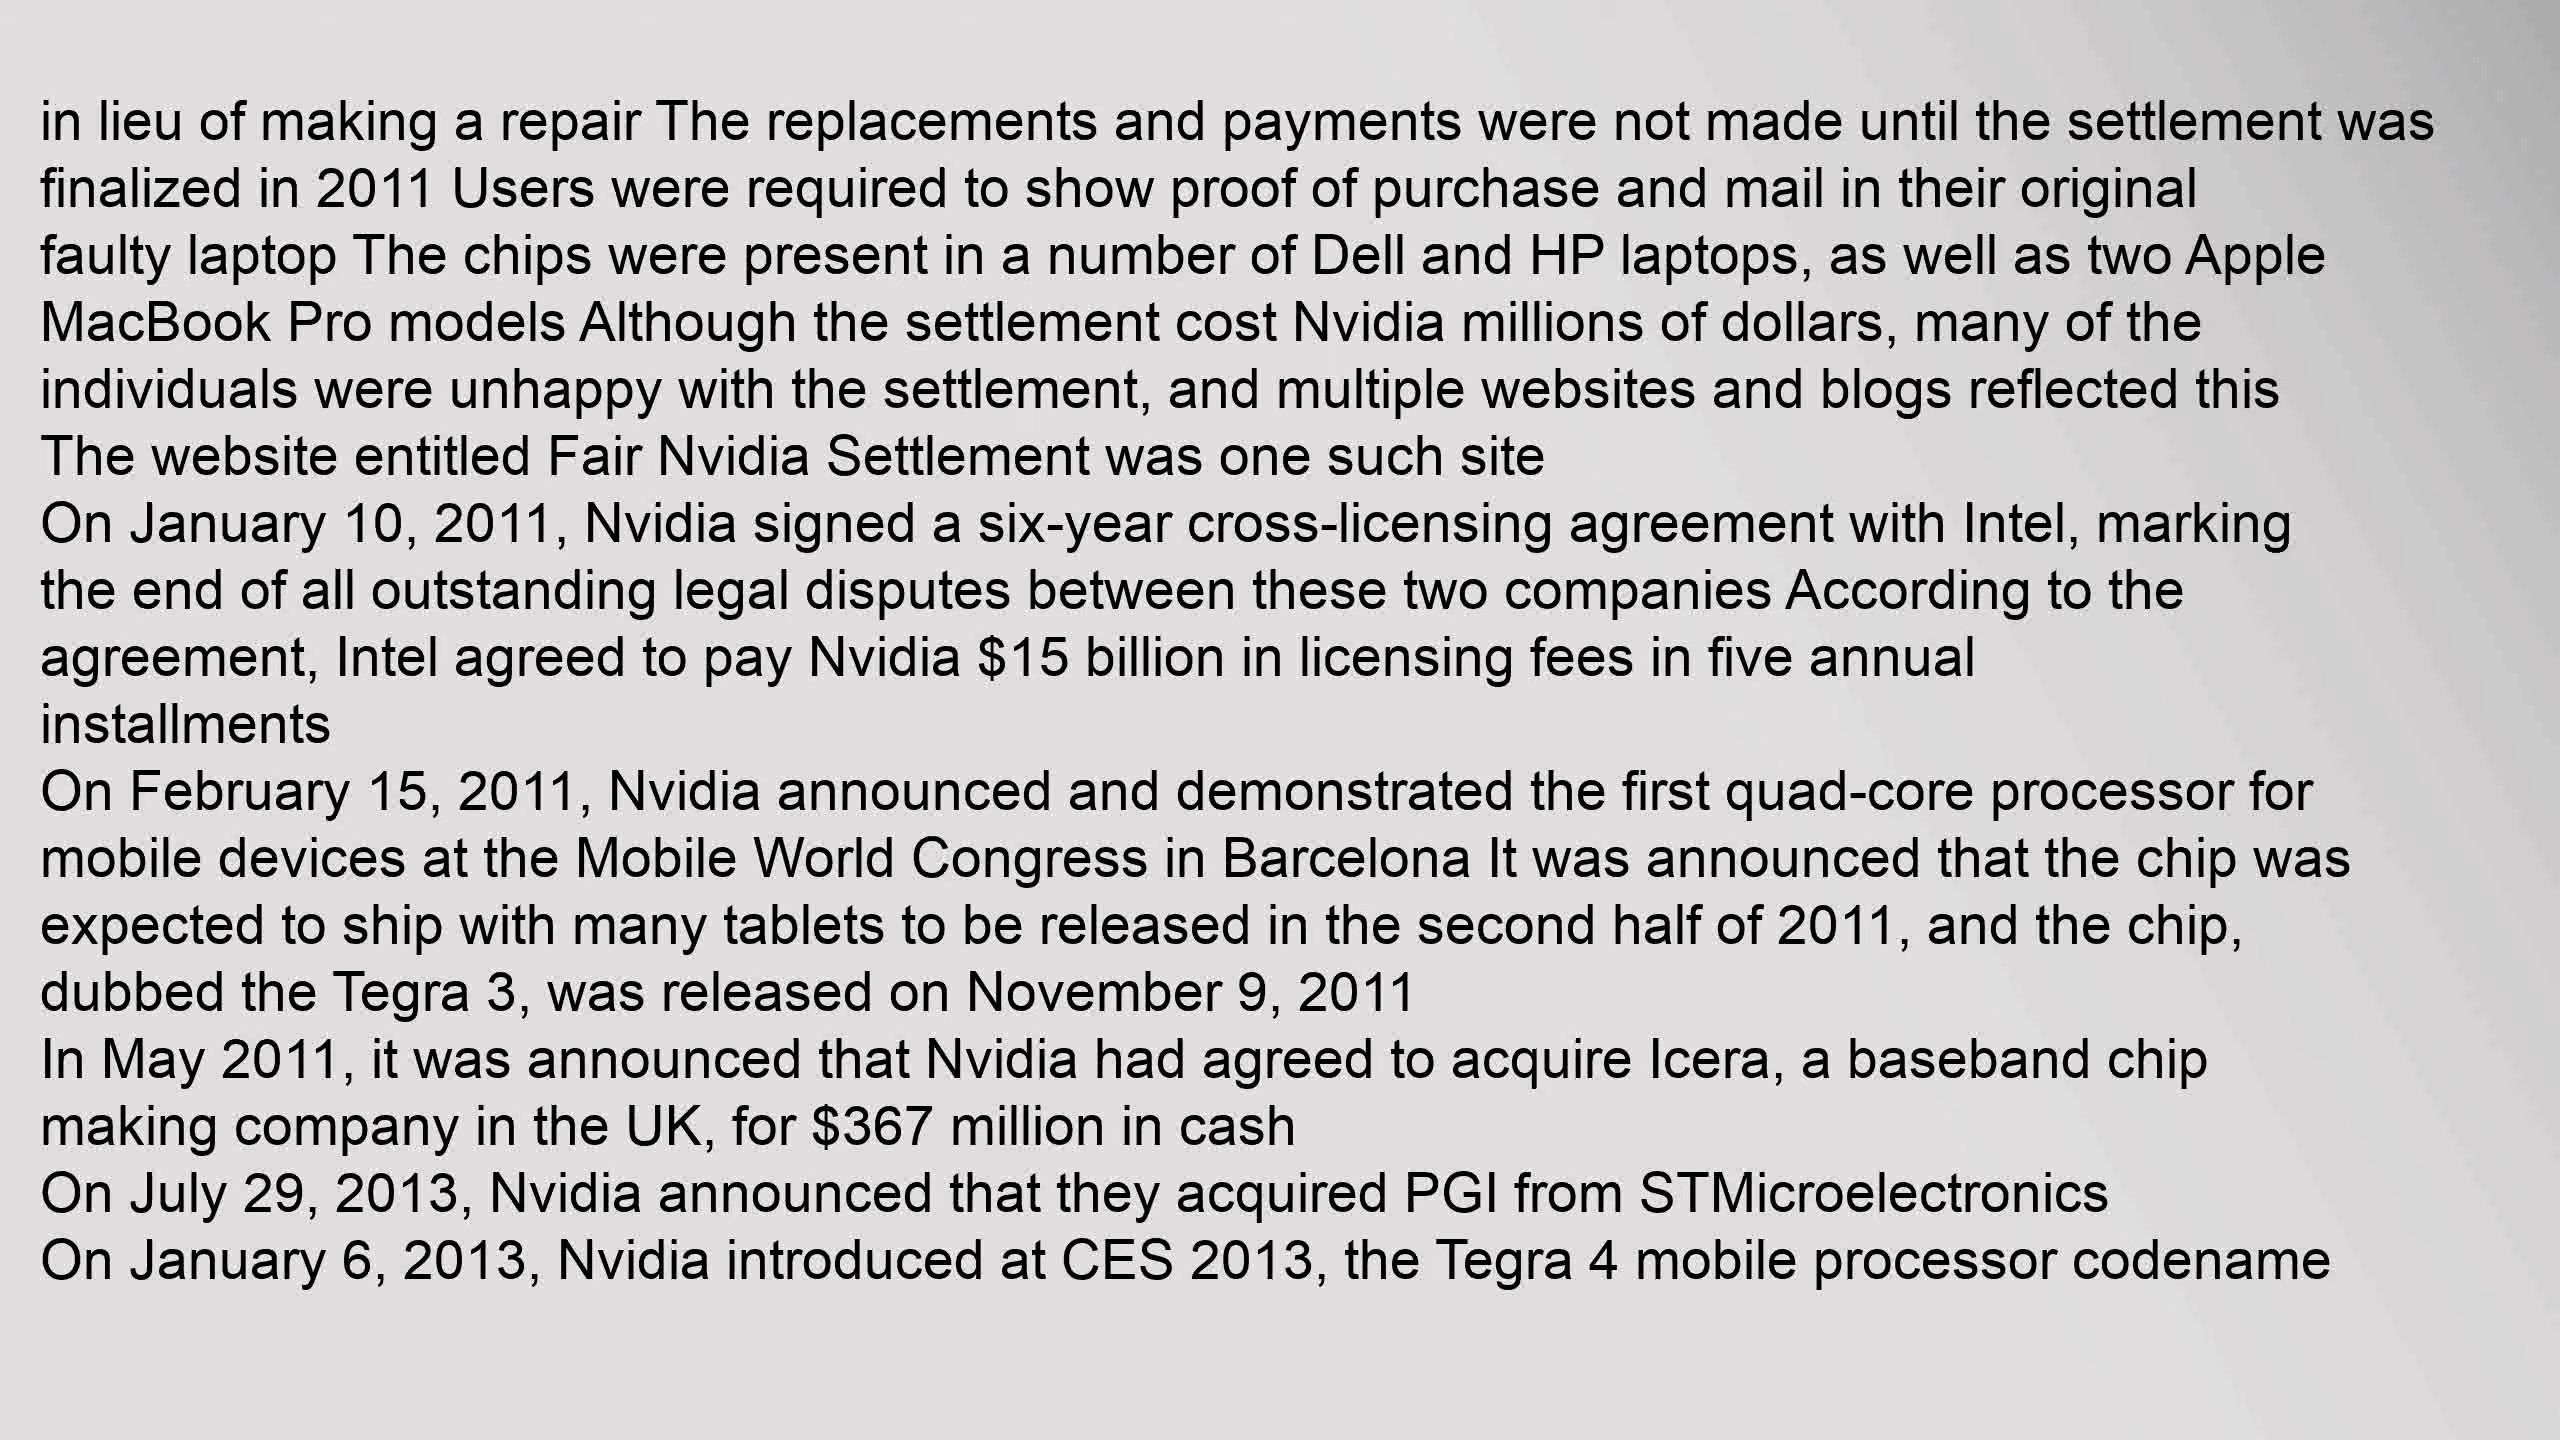 in lieu of making a repair The replacements and payments were not made until the settlement was
finalized in 2011 Users were required to show proof of purchase and mail in their original
faulty laptop The chips were present in a number of Dell and HP laptops, as well as two Apple
MacBook Pro models Although the settlement cost Nvidia millions of dollars, many of the
individuals were unhappy with the settlement, and multiple websites and blogs reflected this
The website entitled Fair Nvidia Settlement was one such site
On January 10, 2011, Nvidia signed a six-year cross-licensing agreement with Intel, marking
the end of all outstanding legal disputes between these two companies According to the
agreement, Intel agreed to pay Nvidia $15 billion in licensing fees in five annual
installments
On February 15, 2011, Nvidia announced and demonstrated the first quad-core processor for
mobile devices at the Mobile World Congress in Barcelona It was announced that the chip was
expected to ship with many tablets to be released in the second half of 2011, and the chip,
dubbed the Tegra 3, was released on November 9, 2011
In May 2011, it was announced that Nvidia had agreed to acquire Icera, a baseband chip
making company in the UK, for $367 million in cash
On July 29, 2013, Nvidia announced that they acquired PGI from STMicroelectronics
On January 6, 2013, Nvidia introduced at CES 2013, the Tegra 4 mobile processor codename